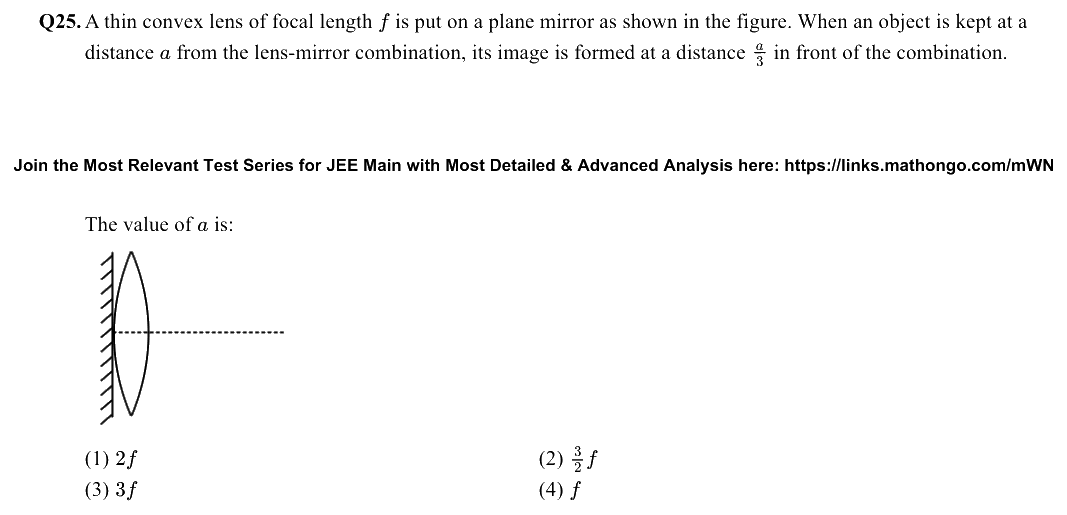 Q25. A thin convex lens of focal length f is put on a plane mirror as shown in the figure. When an object is kept at a
distance a from the lens-mirror combination, its image is formed at a distance a/3 in front of the combination.
Join the Most Relevant Test Series for JEE Main with Most Detailed & Advanced Analysis here: https://links.mathongo.com/mWN
The value of a is:
(1) 2f (2) 3/2 f
(3) 3f (4) f